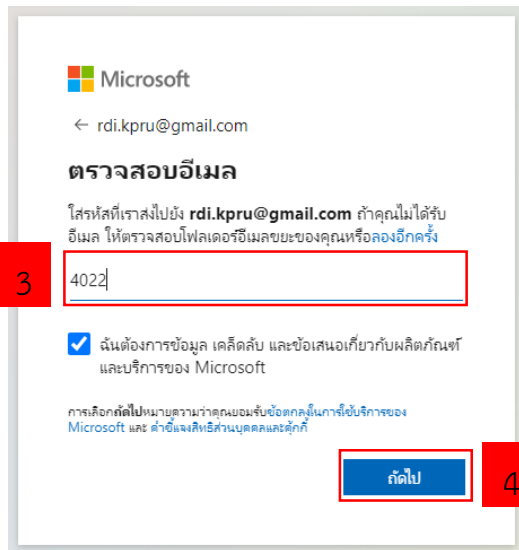 Microsoft
← rdi.kpru@gmail.com
ตรวจสอบอีเมล
ใส่รหัสที่เราส่งไปยัง rdi.kpru@gmail.com ถ้าคุณไม่ได้รับ
อีเมล ให้ตรวจสอบโฟลเดอร์อีเมลขยะของคุณหรือลองอีกครั้ง
3
4022
ฉันต้องการข้อมูล เคล็ดลับ และข้อเสนอเกี่ยวกับผลิตภัณฑ์
และบริการของ Microsoft
การเลือกถัดไปหมายความว่าคุณยอมรับข้อตกลงในการใช้บริการของ
Microsoft และ คำชี้แจงสิทธิส่วนบุคคลและคุ้กกี้
ถัดไป
4